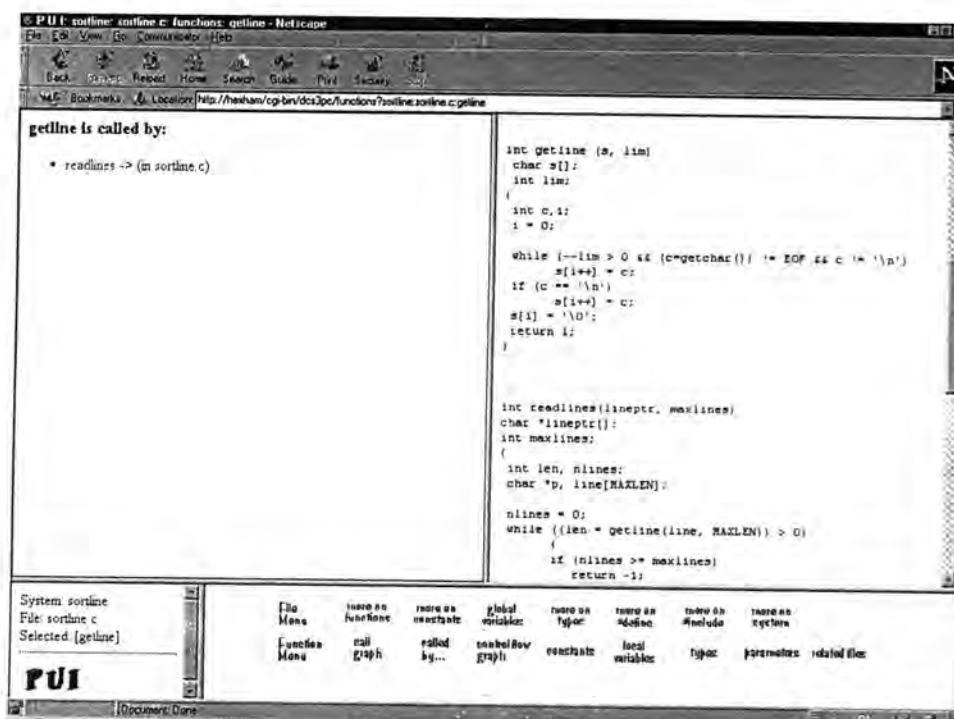 P U I: sortline: sortline.c: functions: getline - Netscape
File Edit View Go Communicator Help
Back Reload Home Search Guide Print Security
Bookmarks Location: http://hexham/cgi-bin/dcs3pc/functions?sortline:sortline.c:getline
getline is called by:
• readlines -> (in sortline.c)
int getline (s, lim)
char s[];
int lim;
{
int c,i;
i = 0;
while (--lim > 0 && (c=getchar()) != EOF && c != '\n')
s[i++] = c;
if (c == '\n')
s[i++] = c;
s[i] = '\0';
return i;
}
int readlines(lineptr, maxlines)
char *lineptr[];
int maxlines;
{
int len, nlines;
char *p, line[MAXLEN];
nlines = 0;
while ((len = getline(line, MAXLEN)) > 0)
{
if (nlines >= maxlines)
return -1;
System: sortline
File: sortline.c
Selected: [getline]
PUI
File Menu
more on functions
more on constants
global variables
more on types
more on #define
more on #include
more on system
Function Menu
call graph
called by...
control flow graph
constants
local variables
types
parameters
related files
Document: Done